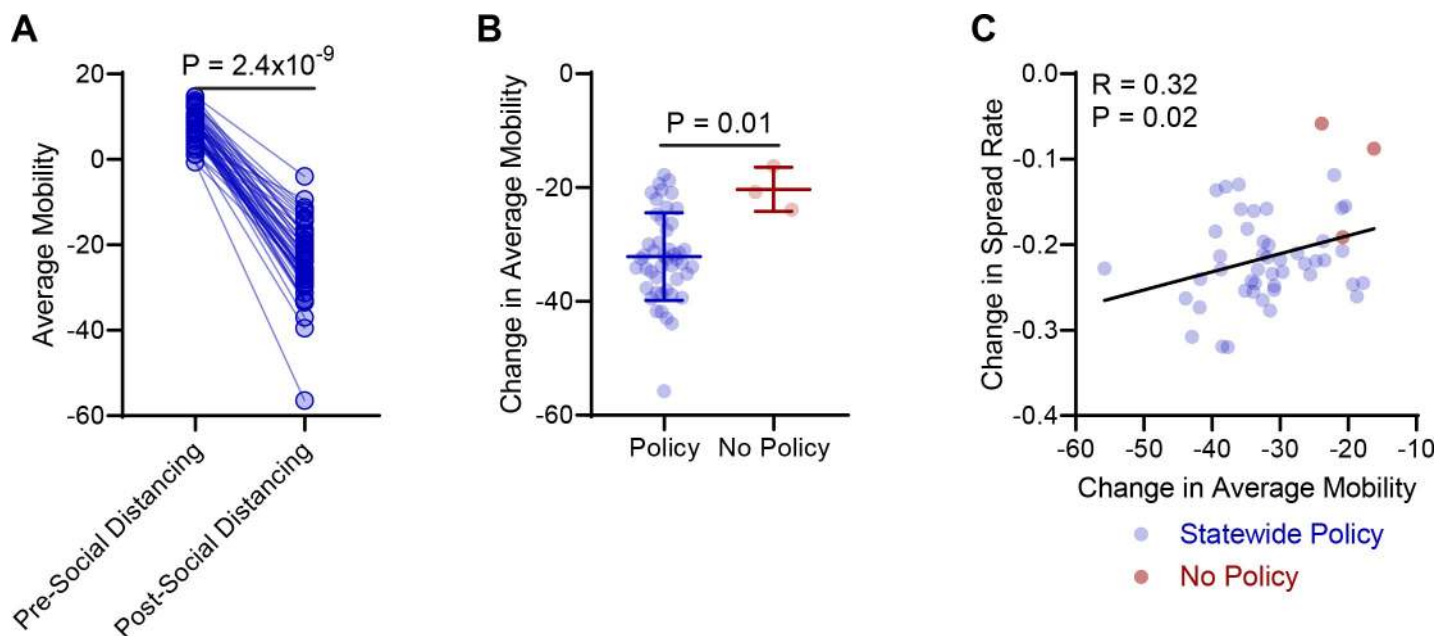 A
P = 2.4x10⁻⁹
Average Mobility
20
0
-20
-40
-60
Pre-Social Distancing
Post-Social Distancing
B
P = 0.01
Change in Average Mobility
0
-20
-40
-60
Policy
No Policy
C
R = 0.32
P = 0.02
Change in Spread Rate
0.0
-0.1
-0.2
-0.3
-0.4
-60 -50 -40 -30 -20 -10
Change in Average Mobility
Statewide Policy
No Policy